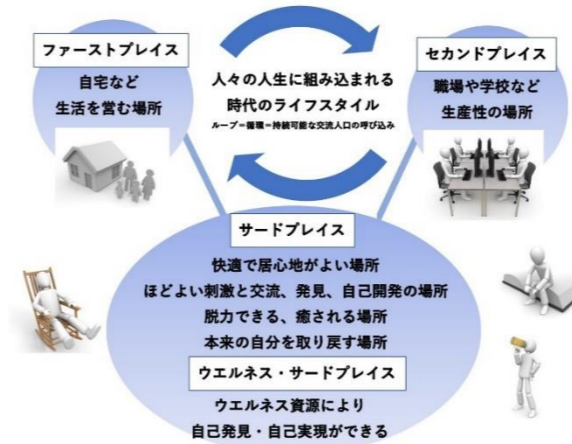 ファーストプレイス
自宅など
生活を営む場所
人々の人生に組み込まれる
時代のライフスタイル
ループ=循環=持続可能な交流人口の呼び込み
セカンドプレイス
職場や学校など
生産性の場所
サードプレイス
快適で居心地がよい場所
ほどよい刺激と交流、発見、自己開発の場所
脱力できる、癒される場所
本来の自分を取り戻す場所
ウエルネス・サードプレイス
ウエルネス資源により
自己発見・自己実現ができる